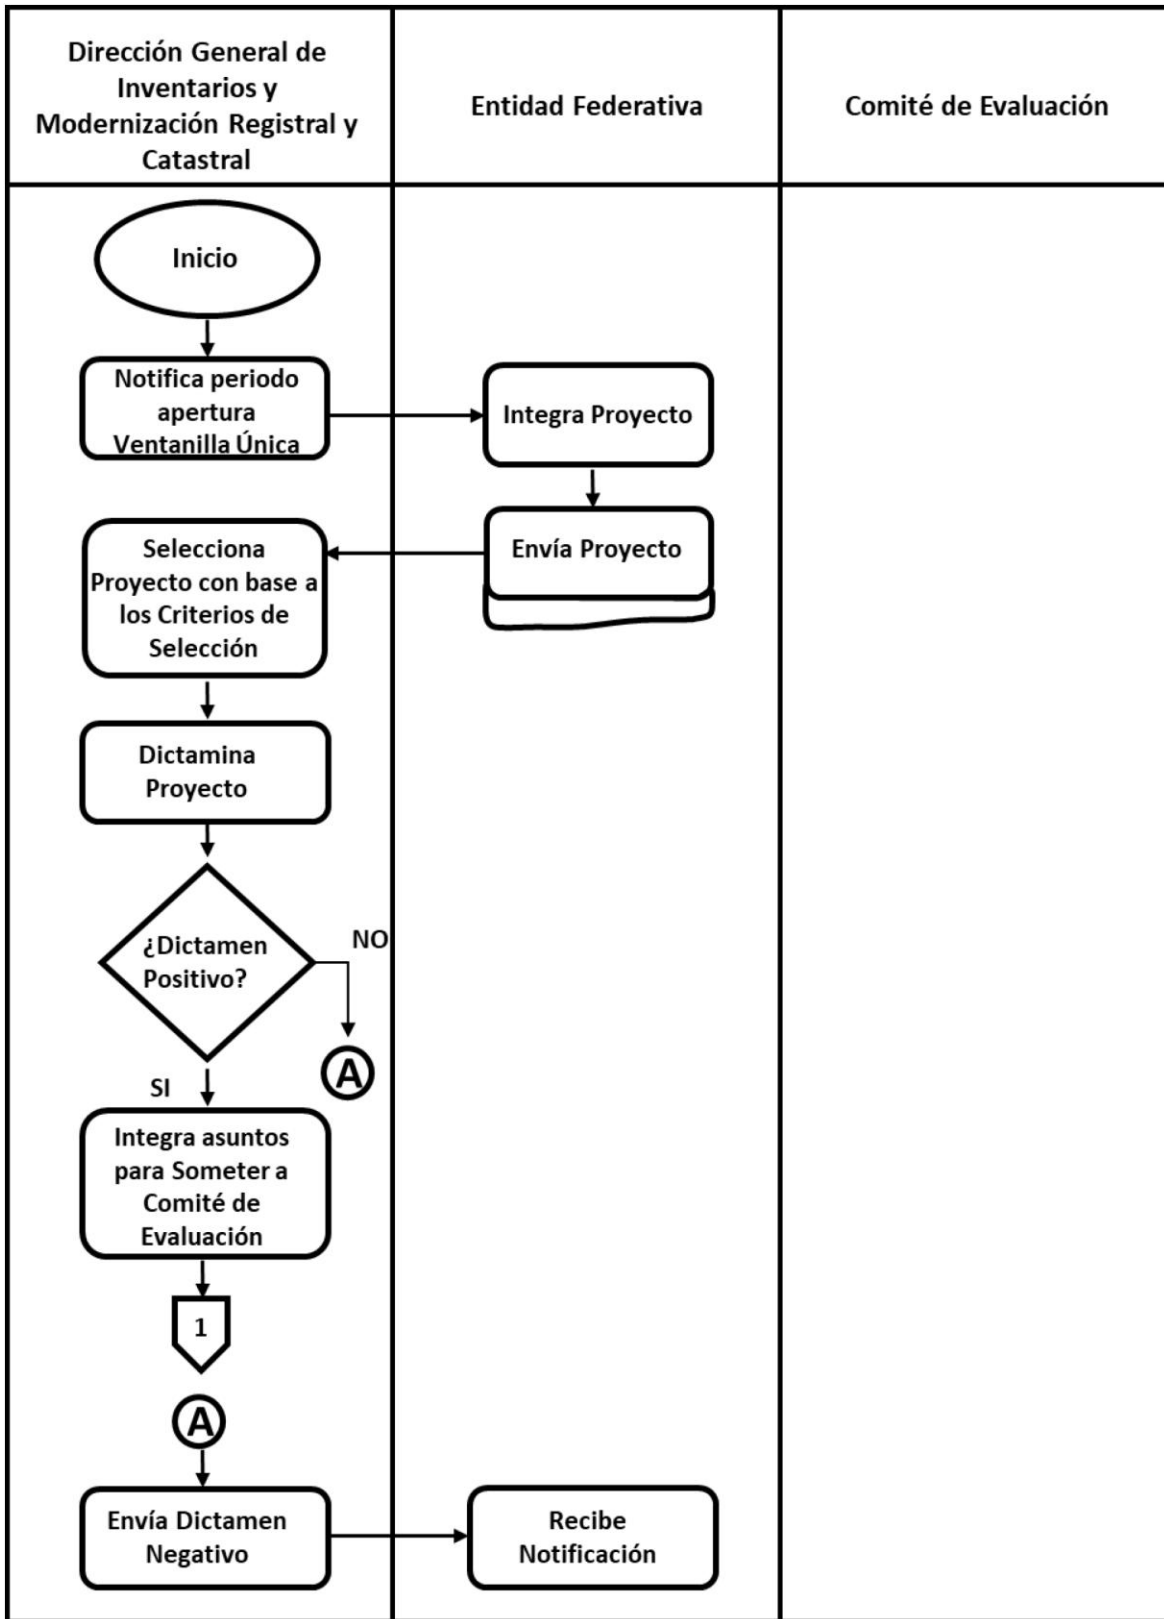 Dirección General de
Inventarios y
Modernización Registral y
Catastral
Entidad Federativa
Comité de Evaluación
Inicio
Notifica periodo
apertura
Ventanilla Única
Integra Proyecto
Envía Proyecto
Selecciona
Proyecto con base a
los Criterios de
Selección
Dictamina
Proyecto
¿Dictamen
Positivo?
NO
A
SI
Integra asuntos
para Someter a
Comité de
Evaluación
1
A
Envía Dictamen
Negativo
Recibe
Notificación